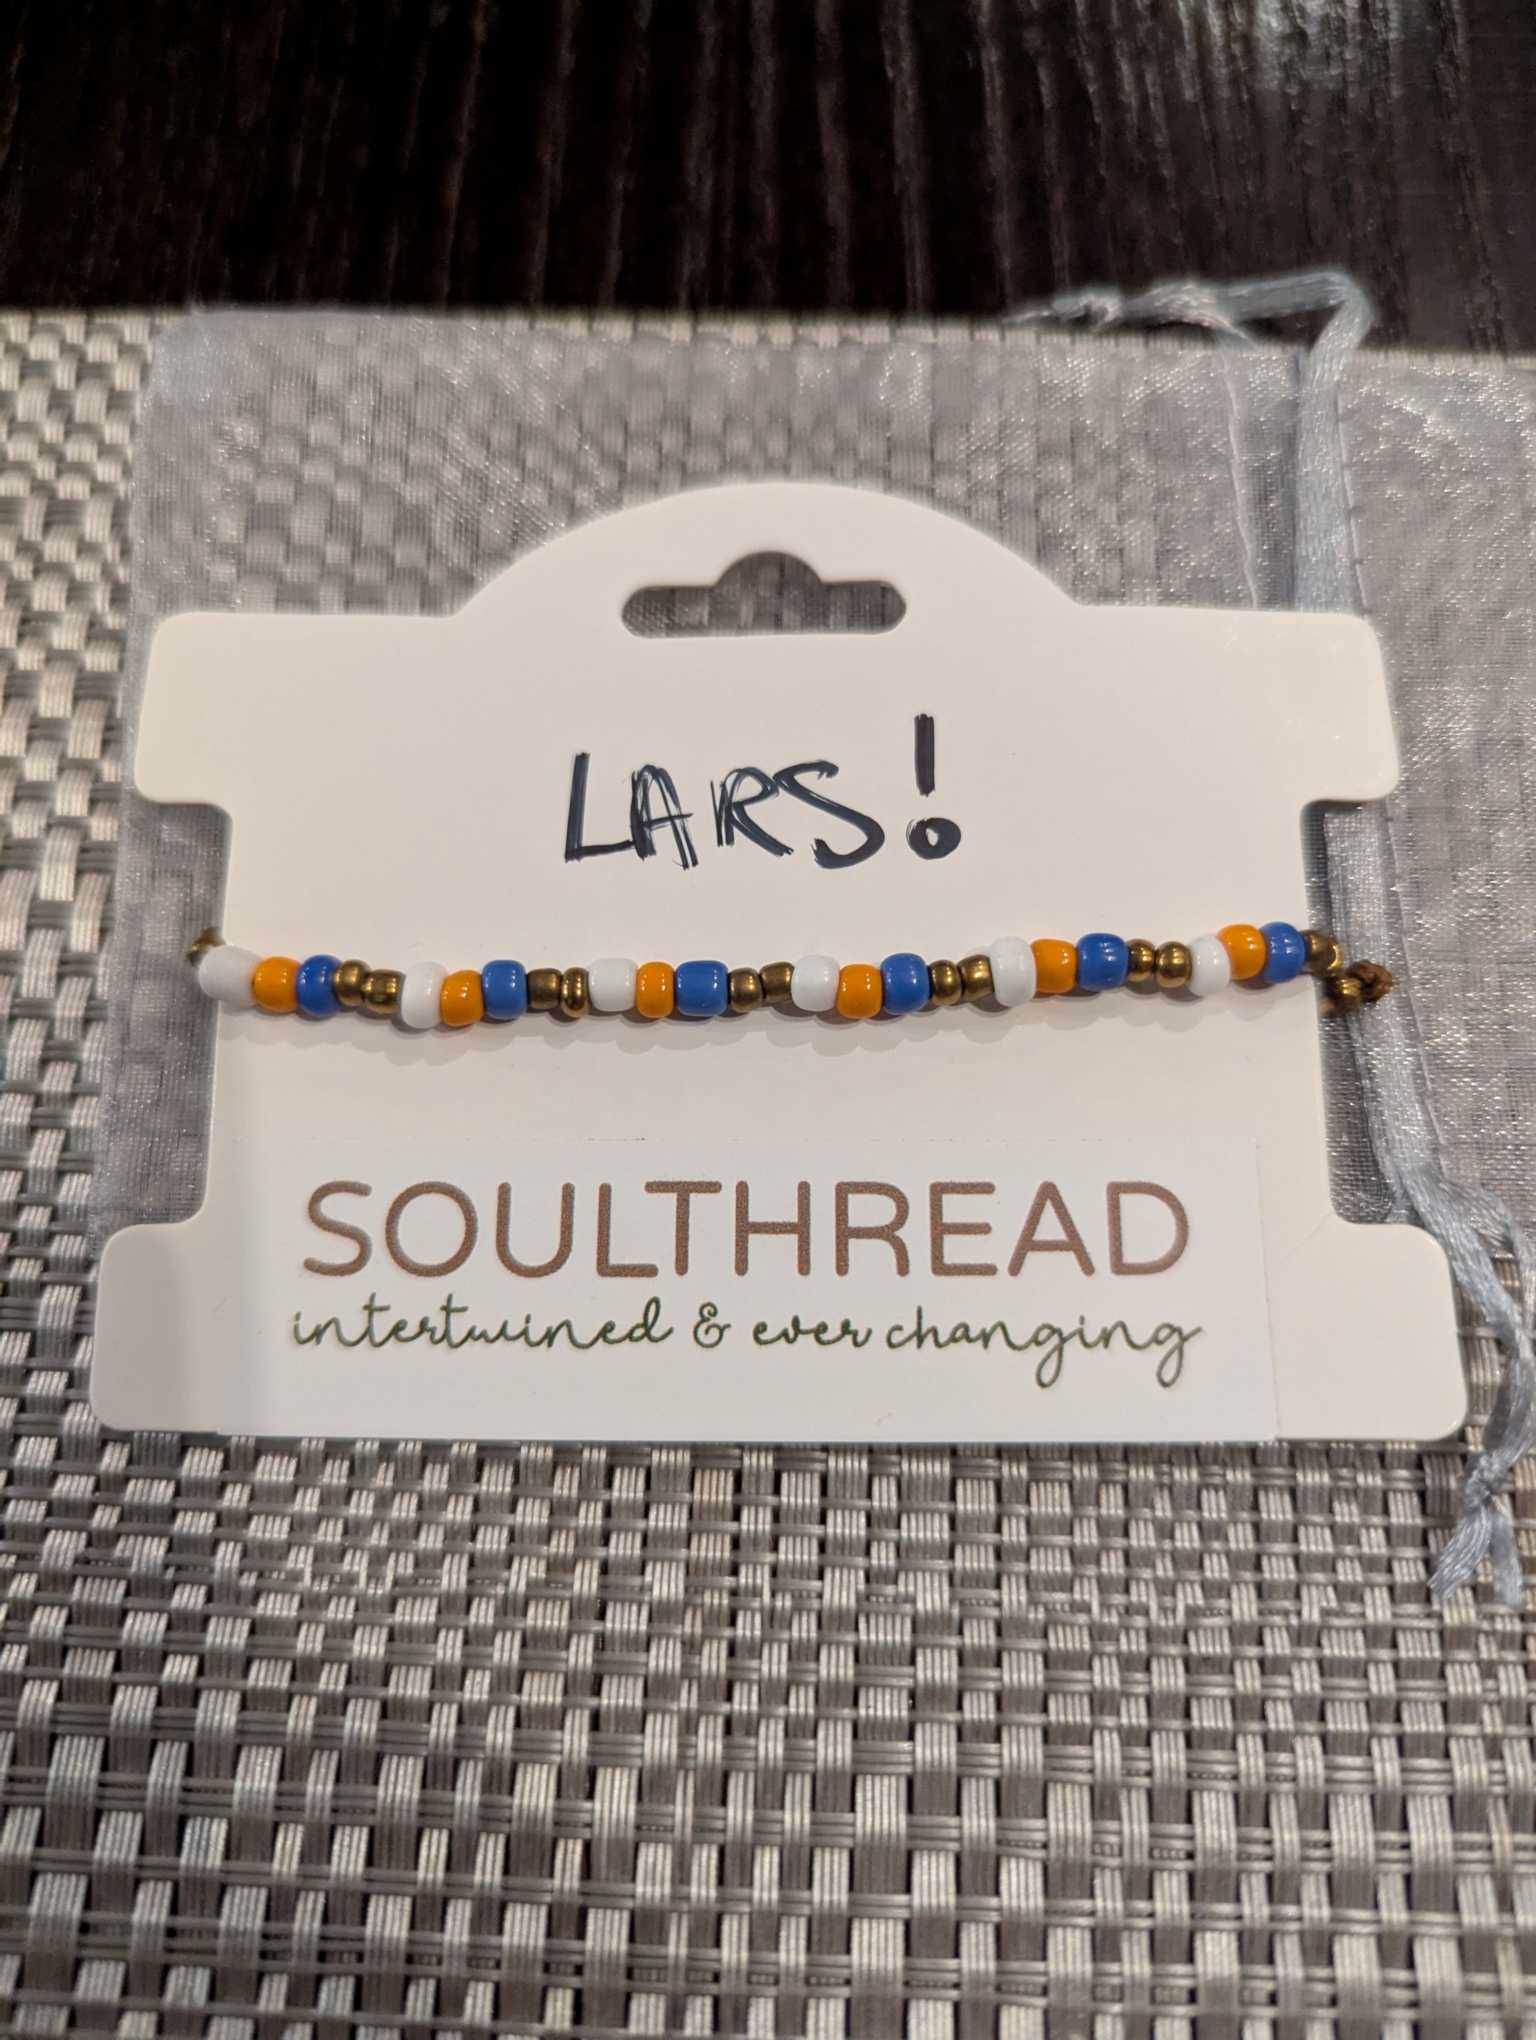 LARS!
SOULTHREAD
intertwined & ever changing